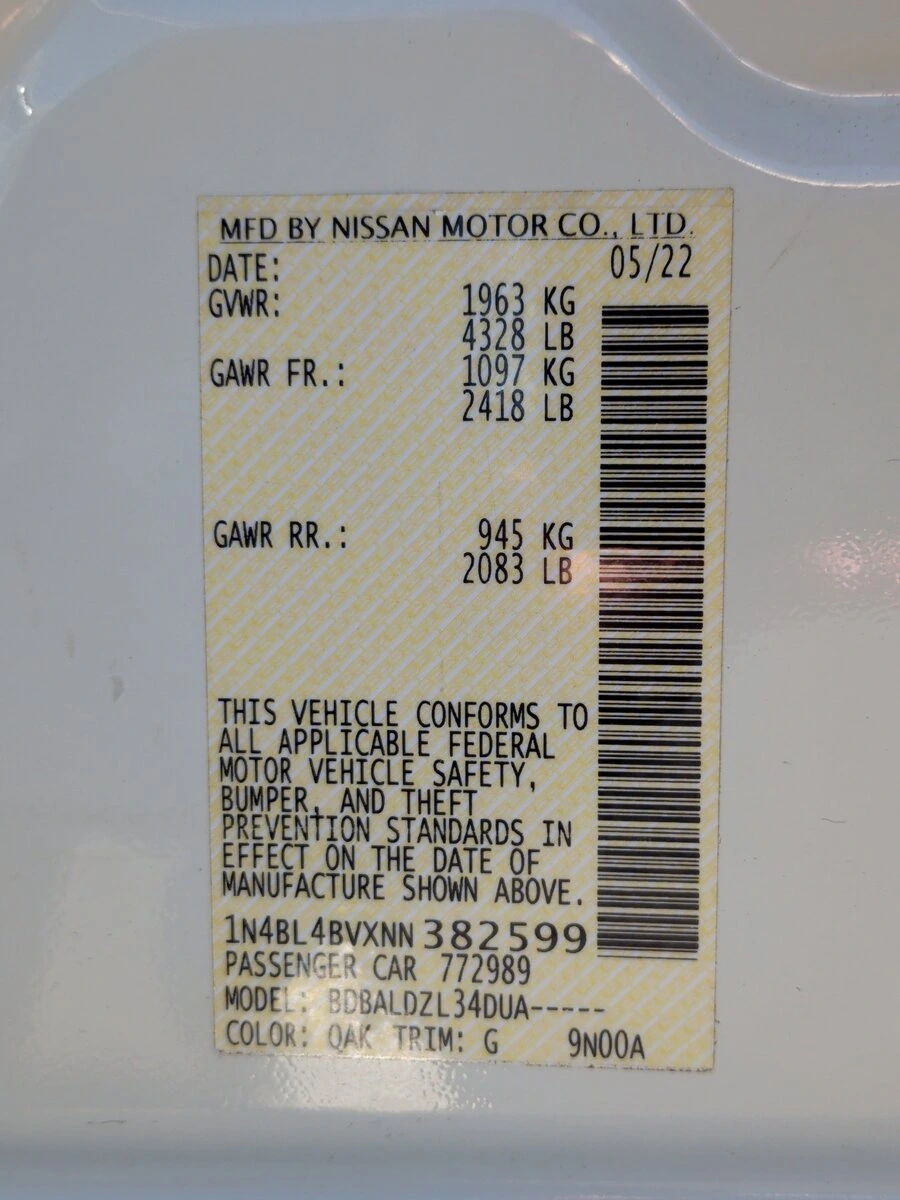 MFD BY NISSAN MOTOR CO., LTD.
DATE: 05/22
GVWR: 1963 KG
4328 LB
GAWR FR.: 1097 KG
2418 LB
GAWR RR.: 945 KG
2083 LB
THIS VEHICLE CONFORMS TO
ALL APPLICABLE FEDERAL
MOTOR VEHICLE SAFETY,
BUMPER, AND THEFT
PREVENTION STANDARDS IN
EFFECT ON THE DATE OF
MANUFACTURE SHOWN ABOVE.
1N4BL4BVXNN382599
PASSENGER CAR 772989
MODEL: BDBALDZL34DUA-----
COLOR: QAK TRIM: G 9N00A